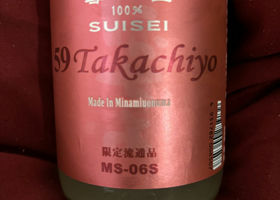 100%
SUISEI
59 Takachiyo
Made in Minamiuonuma
限定流通品
MS-06S